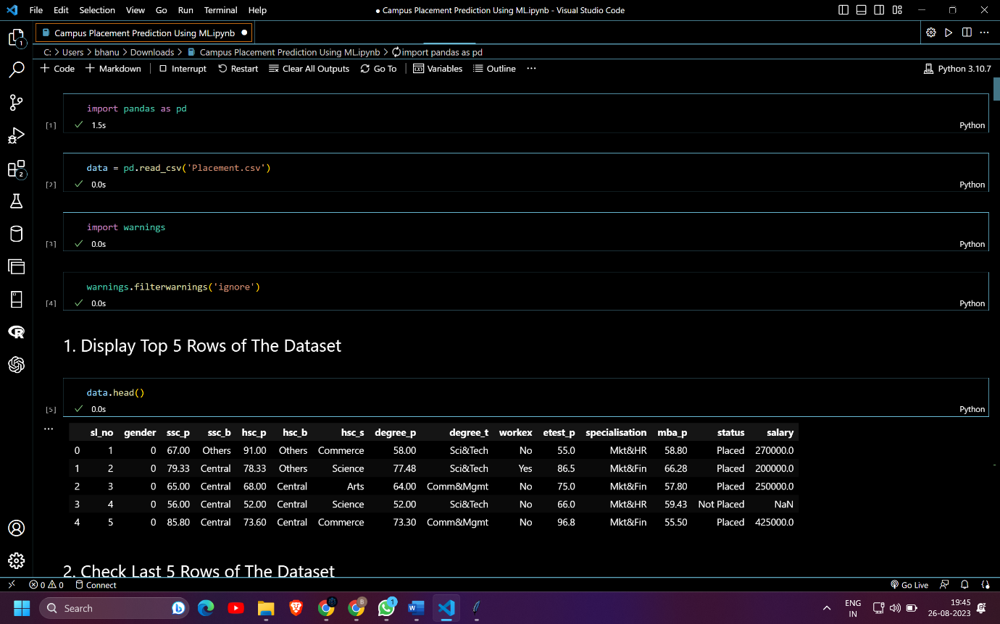 File Edit Selection View Go Run Terminal Help ● Campus Placement Prediction Using ML.ipynb - Visual Studio Code
Campus Placement Prediction Using ML.ipynb ●
C: > Users > bhanu > Downloads > Campus Placement Prediction Using ML.ipynb > import pandas as pd
+ Code + Markdown | Interrupt Restart Clear All Outputs Go To | Variables Outline ... Python 3.10.7
import pandas as pd
[1] ✓ 1.5s Python
data = pd.read_csv('Placement.csv')
[2] ✓ 0.0s Python
import warnings
[3] ✓ 0.0s Python
warnings.filterwarnings('ignore')
[4] ✓ 0.0s Python
1. Display Top 5 Rows of The Dataset
data.head()
[5] ✓ 0.0s Python
... sl_no gender ssc_p ssc_b hsc_p hsc_b hsc_s degree_p degree_t workex etest_p specialisation mba_p status salary
0 1 0 67.00 Others 91.00 Others Commerce 58.00 Sci&Tech No 55.0 Mkt&HR 58.80 Placed 270000.0
1 2 0 79.33 Central 78.33 Others Science 77.48 Sci&Tech Yes 86.5 Mkt&Fin 66.28 Placed 200000.0
2 3 0 65.00 Central 68.00 Central Arts 64.00 Comm&Mgmt No 75.0 Mkt&Fin 57.80 Placed 250000.0
3 4 0 56.00 Central 52.00 Central Science 52.00 Sci&Tech No 66.0 Mkt&HR 59.43 Not Placed NaN
4 5 0 85.80 Central 73.60 Central Commerce 73.30 Comm&Mgmt No 96.8 Mkt&Fin 55.50 Placed 425000.0
2. Check Last 5 Rows of The Dataset
1
2
0 0 Connect Go Live
Search 1 ENG IN 19:45
26-08-2023